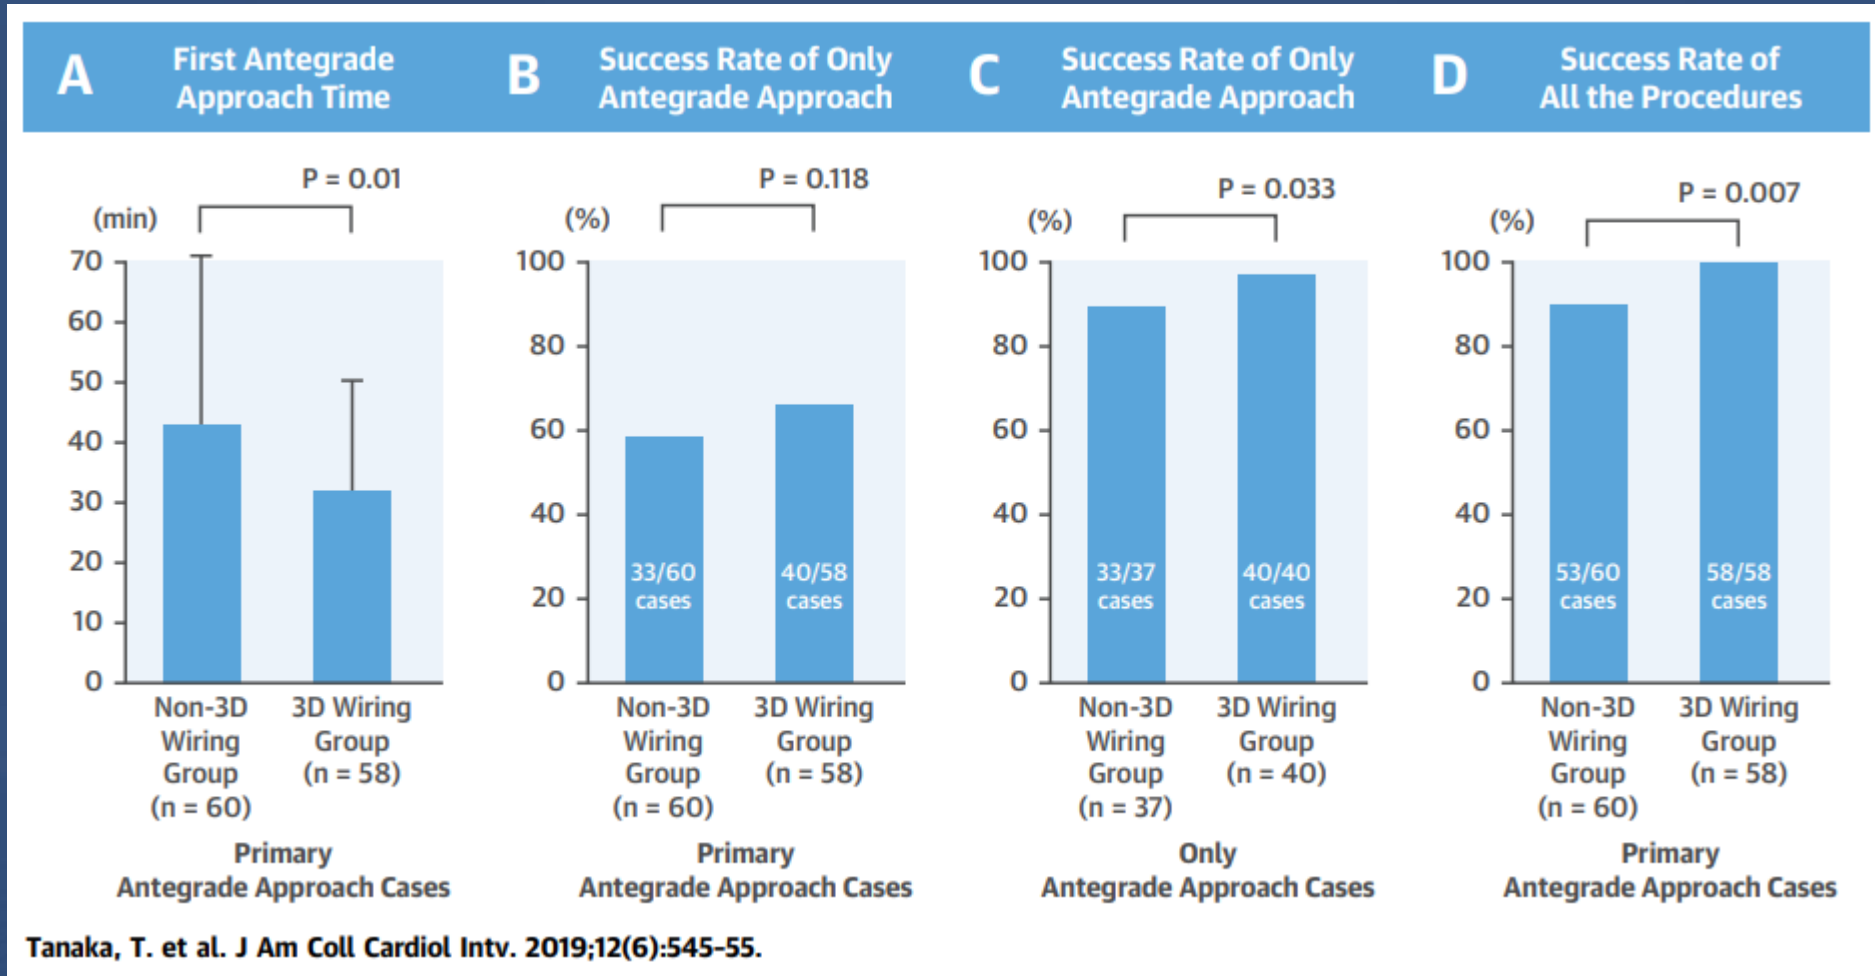 A
First Antegrade
Approach Time
B
Success Rate of Only
Antegrade Approach
C
Success Rate of Only
Antegrade Approach
D
Success Rate of
All the Procedures
P = 0.01
(min)
70
60
50
40
30
20
10
0
Non-3D
Wiring
Group
(n = 60)
3D Wiring
Group
(n = 58)
Primary
Antegrade Approach Cases
P = 0.118
(%)
100
80
60
40
20
0
33/60
cases
40/58
cases
Non-3D
Wiring
Group
(n = 60)
3D Wiring
Group
(n = 58)
Primary
Antegrade Approach Cases
P = 0.033
(%)
100
80
60
40
20
0
33/37
cases
40/40
cases
Non-3D
Wiring
Group
(n = 37)
3D Wiring
Group
(n = 40)
Only
Antegrade Approach Cases
P = 0.007
(%)
100
80
60
40
20
0
53/60
cases
58/58
cases
Non-3D
Wiring
Group
(n = 60)
3D Wiring
Group
(n = 58)
Primary
Antegrade Approach Cases
Tanaka, T. et al. J Am Coll Cardiol Intv. 2019;12(6):545–55.